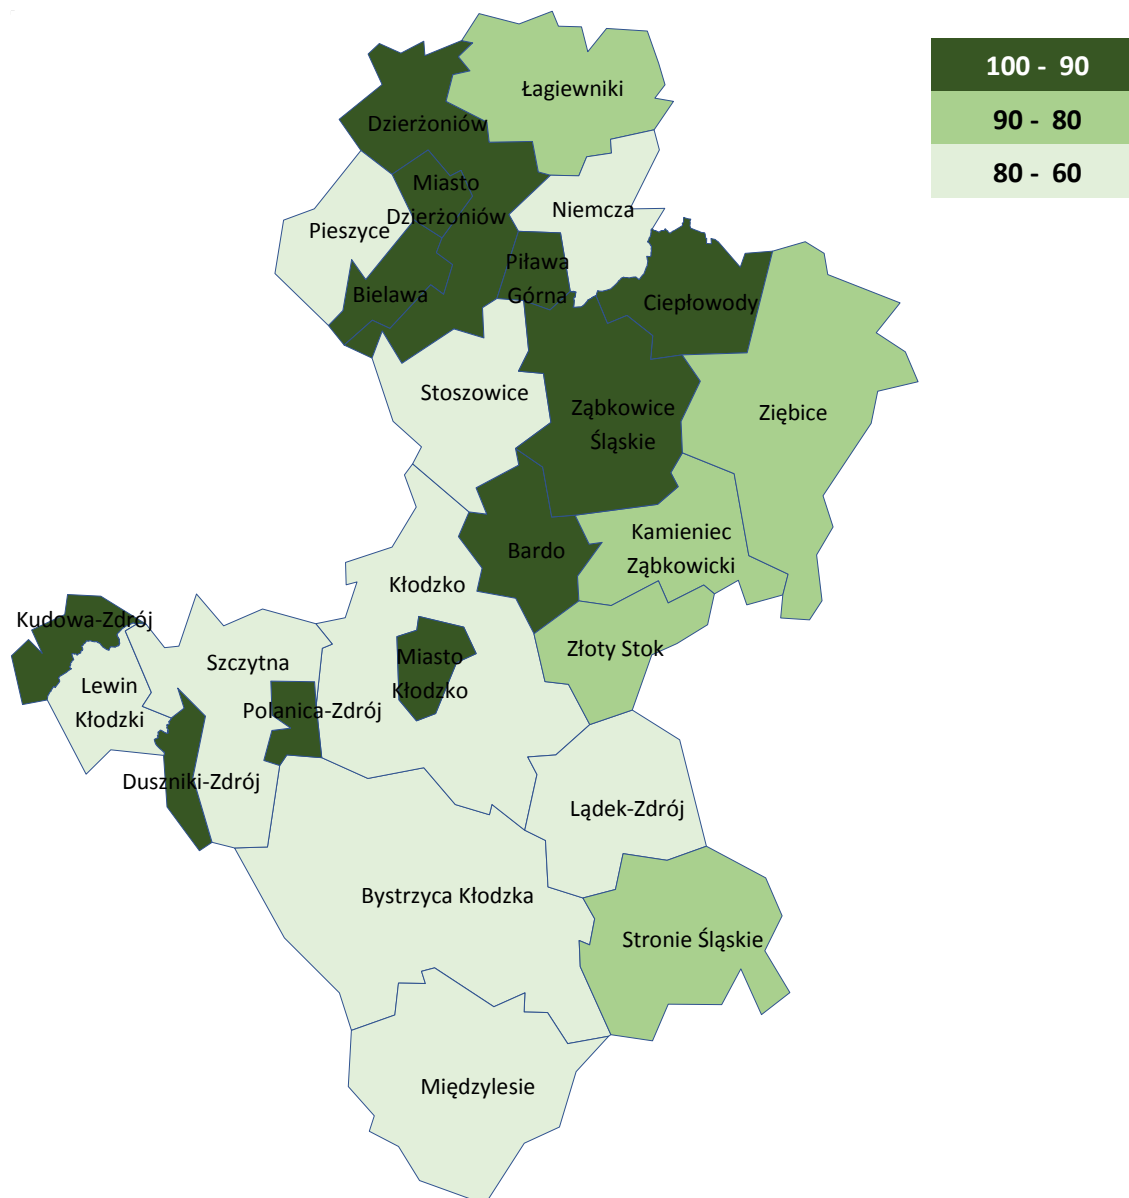 100 - 90
90 - 80
80 - 60
Łagiewniki
Dzierżoniów
Miasto
Dzierżoniów
Niemcza
Pieszyce
Piława
Górna
Bielawa
Ciepłowody
Stoszowice
Ząbkowice
Śląskie
Ziębice
Bardo
Kamieniec
Ząbkowicki
Kłodzko
Kudowa-Zdrój
Szczytna
Złoty Stok
Miasto
Kłodzko
Lewin
Kłodzki
Polanica-Zdrój
Duszniki-Zdrój
Lądek-Zdrój
Bystrzyca Kłodzka
Stronie Śląskie
Międzylesie